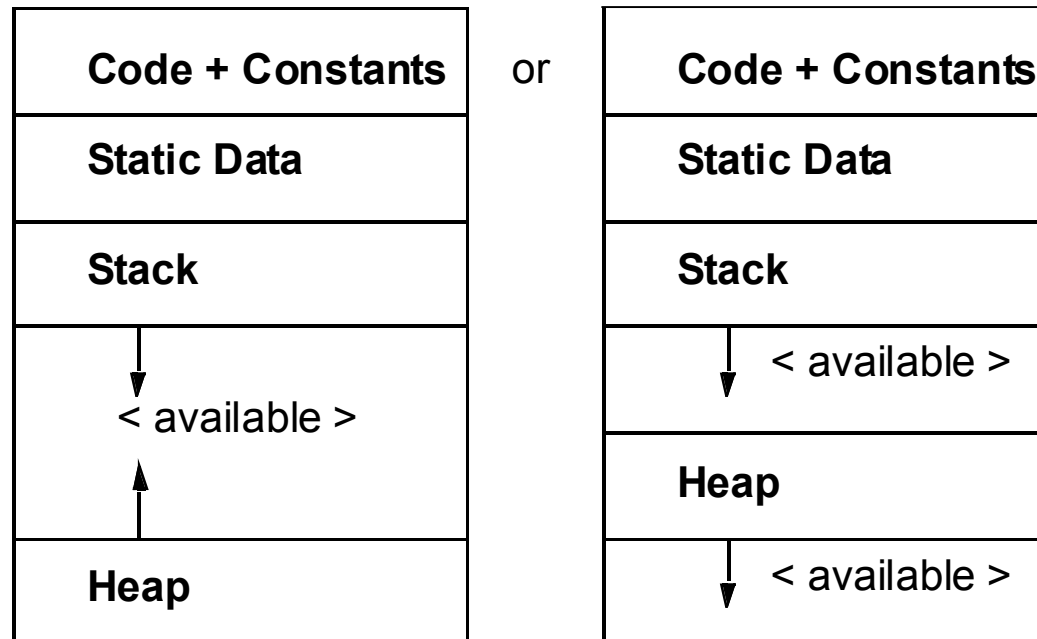 Code + Constants
Static Data
Stack
< available >
Heap
or
Code + Constants
Static Data
Stack
< available >
Heap
< available >